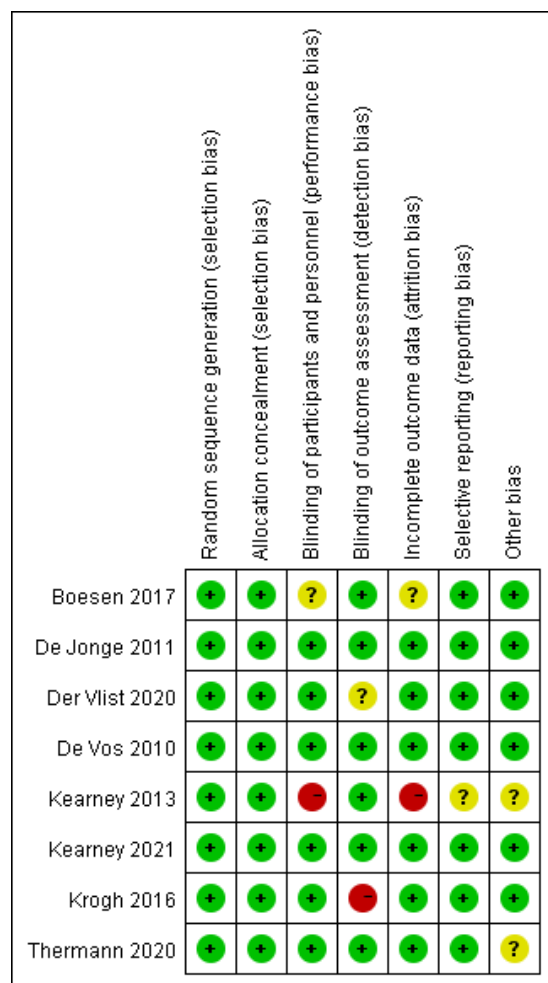 Random sequence generation (selection bias)
Allocation concealment (selection bias)
Blinding of participants and personnel (performance bias)
Blinding of outcome assessment (detection bias)
Incomplete outcome data (attrition bias)
Selective reporting (reporting bias)
Other bias
Boesen 2017 + + ? + ? + +
De Jonge 2011 + + + + + + +
Der Vlist 2020 + + + ? + + +
De Vos 2010 + + + + + + +
Kearney 2013 + + - + - ? ?
Kearney 2021 + + + + + + +
Krogh 2016 + + + - + + +
Thermann 2020 + + + + + + ?